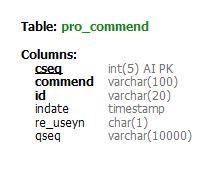 Table: pro_commend
Columns:
cseq int(5) AI PK
commend varchar(100)
id varchar(20)
indate timestamp
re_useyn char(1)
qseq varchar(10000)